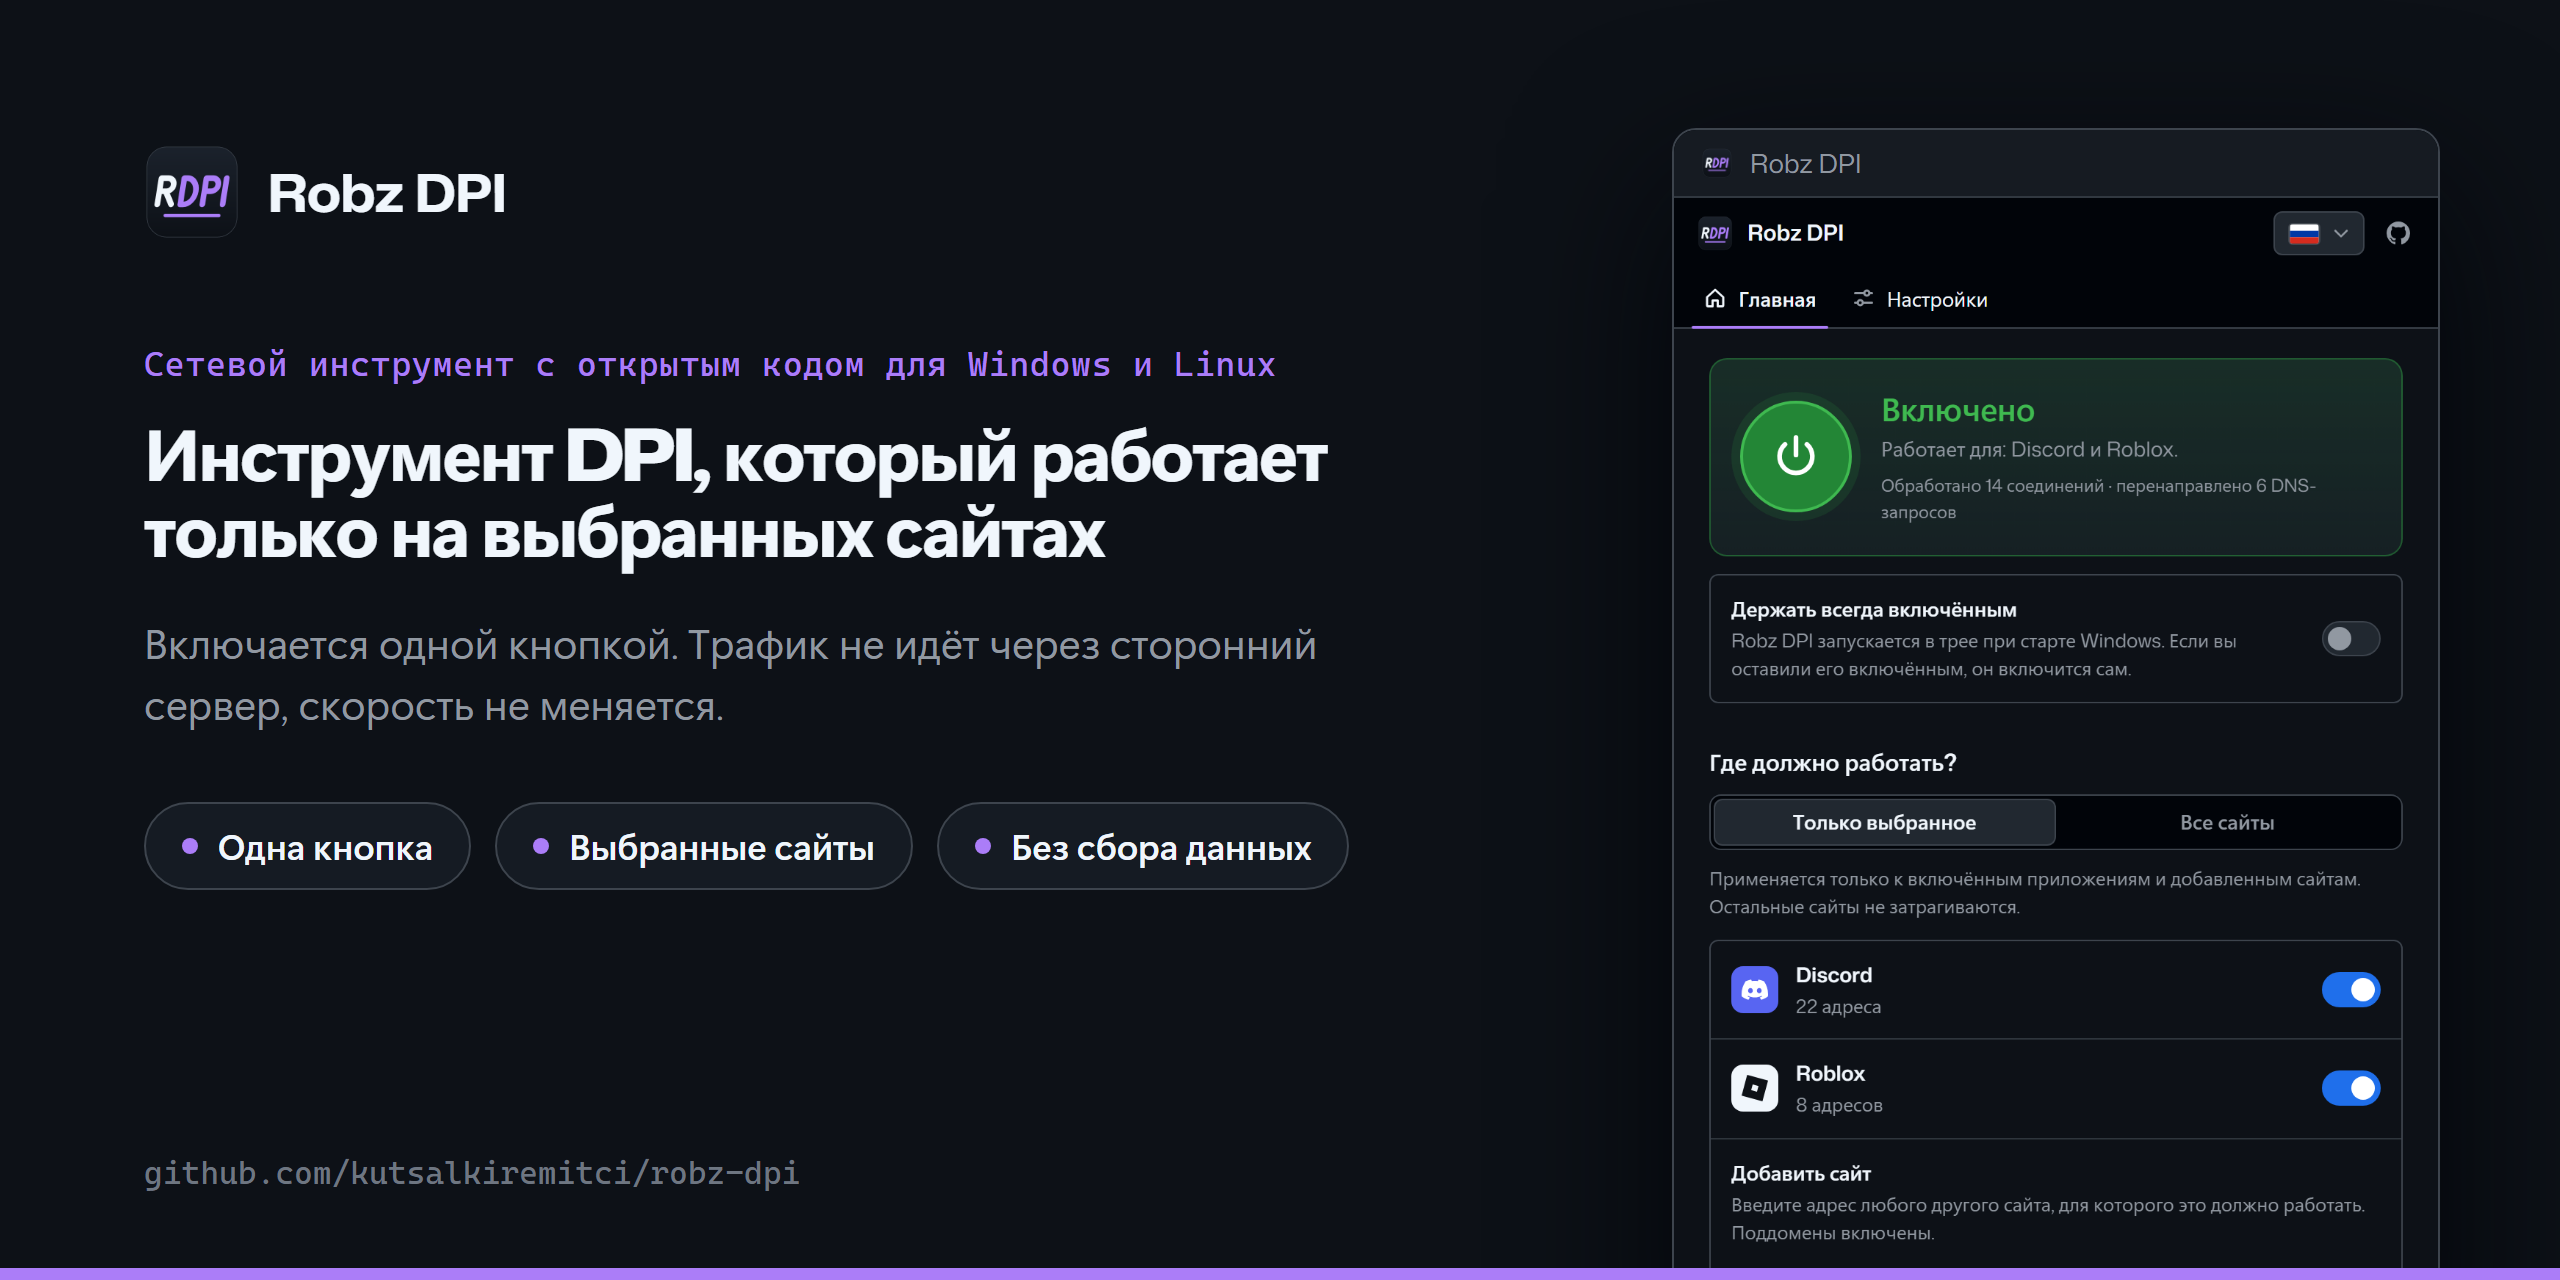 RDPI Robz DPI
Сетевой инструмент с открытым кодом для Windows и Linux
Инструмент DPI, который работает
только на выбранных сайтах
Включается одной кнопкой. Трафик не идёт через сторонний
сервер, скорость не меняется.
Одна кнопка
Выбранные сайты
Без сбора данных
github.com/kutsalkiremitci/robz-dpi
RDPI Robz DPI
RDPI Robz DPI
Главная
Настройки
Включено
Работает для: Discord и Roblox.
Обработано 14 соединений · перенаправлено 6 DNS-
запросов
Держать всегда включённым
Robz DPI запускается в трее при старте Windows. Если вы
оставили его включённым, он включится сам.
Где должно работать?
Только выбранное
Все сайты
Применяется только к включённым приложениям и добавленным сайтам.
Остальные сайты не затрагиваются.
Discord
22 адреса
Roblox
8 адресов
Добавить сайт
Введите адрес любого другого сайта, для которого это должно работать.
Поддомены включены.